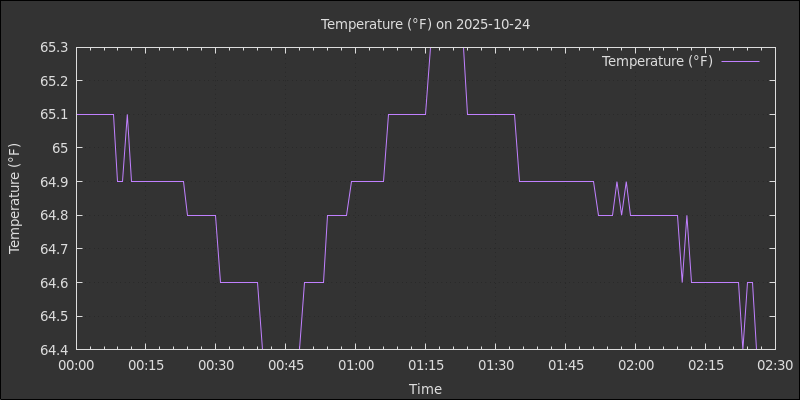 Temperature (°F) on 2025-10-24
Temperature (°F)
Temperature (°F)
65.3
65.2
65.1
65
64.9
64.8
64.7
64.6
64.5
64.4
00:00 00:15 00:30 00:45 01:00 01:15 01:30 01:45 02:00 02:15 02:30
Time